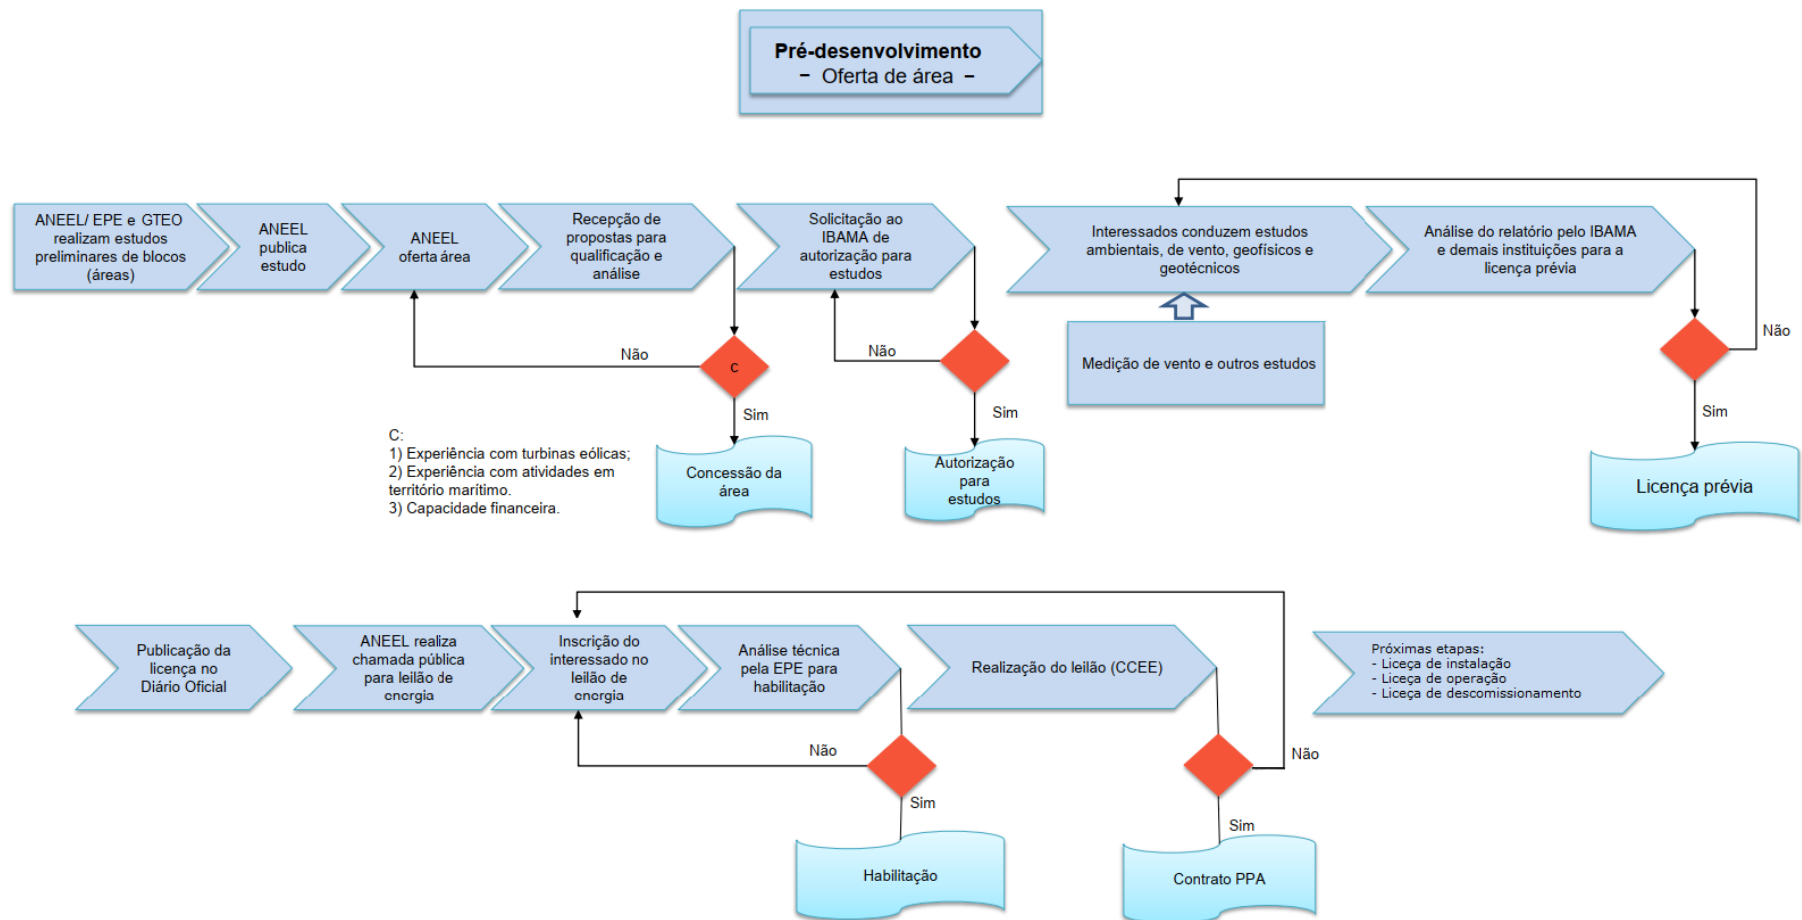 Pré-desenvolvimento
- Oferta de área -
ANEEL/ EPE e GTEO
realizam estudos
preliminares de blocos
(áreas)
ANEEL
publica
estudo
ANEEL
oferta área
Recepção de
propostas para
qualificação e
análise
Solicitação ao
IBAMA de
autorização para
estudos
Interessados conduzem estudos
ambientais, de vento, geofísicos e
geotécnicos
Análise do relatório pelo IBAMA
e demais instituições para a
licença prévia
Não
Não
Não
c
Medição de vento e outros estudos
Sim
Sim
Sim
C:
1) Experiência com turbinas eólicas;
2) Experiência com atividades em
território marítimo.
3) Capacidade financeira.
Concessão da
área
Autorização
para
estudos
Licença prévia
Publicação da
licença no
Diário Oficial
ANEEL realiza
chamada pública
para leilão de
energia
Inscrição do
interessado no
leilão de
energia
Análise técnica
pela EPE para
habilitação
Realização do leilão (CCEE)
Próximas etapas:
- Liceça de instalação
- Liceça de operação
- Liceça de descomissionamento
Não
Não
Sim
Sim
Habilitação
Contrato PPA